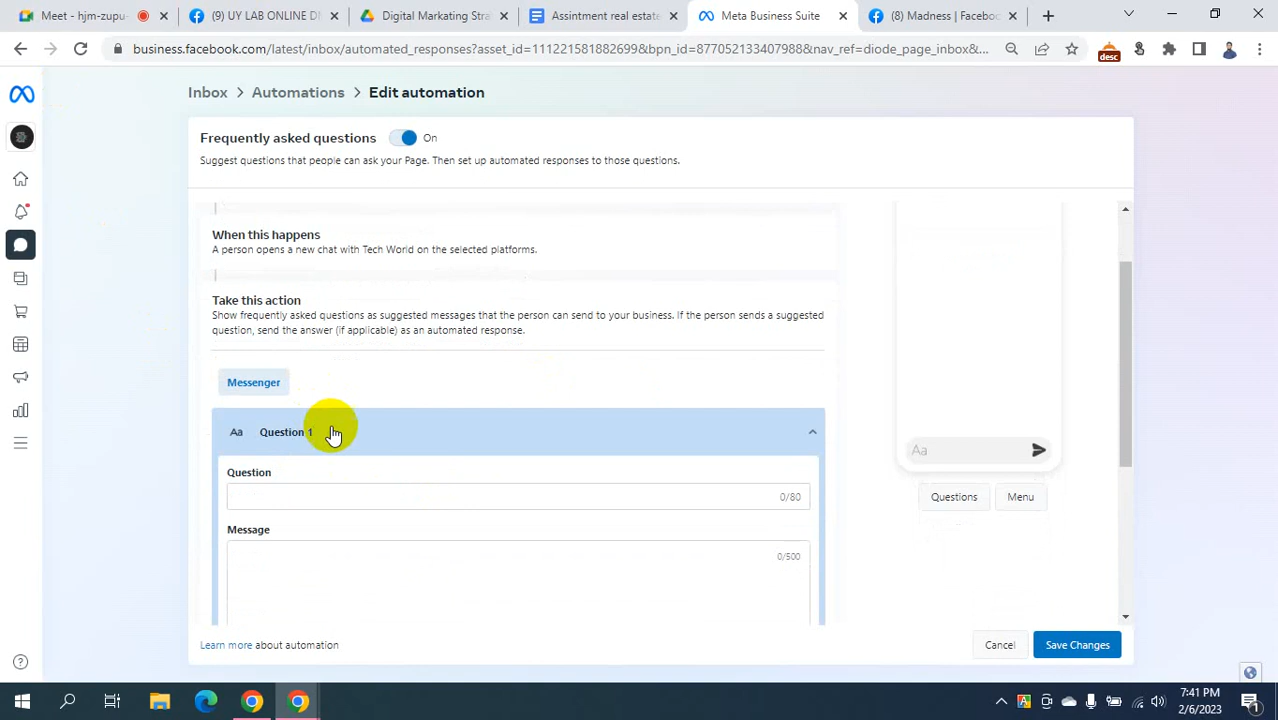 Meet - hjm-zupu-
(9) UY LAB ONLINE DI
Digital Marketing Stra
Assintment real estate
Meta Business Suite
(8) Madness | Faceboo
business.facebook.com/latest/inbox/automated_responses?asset_id=111221581882699&bpn_id=877052133407988&nav_ref=diode_page_inbox&...
desc
Inbox > Automations > Edit automation
Frequently asked questions On
Suggest questions that people can ask your Page. Then set up automated responses to those questions.
When this happens
A person opens a new chat with Tech World on the selected platforms.
Take this action
Show frequently asked questions as suggested messages that the person can send to your business. If the person sends a suggested
question, send the answer (if applicable) as an automated response.
Messenger
Aa Question 1
Question
0/80
Message
0/500
Aa
Questions Menu
Learn more about automation
Cancel Save Changes
7:41 PM
2/6/2023